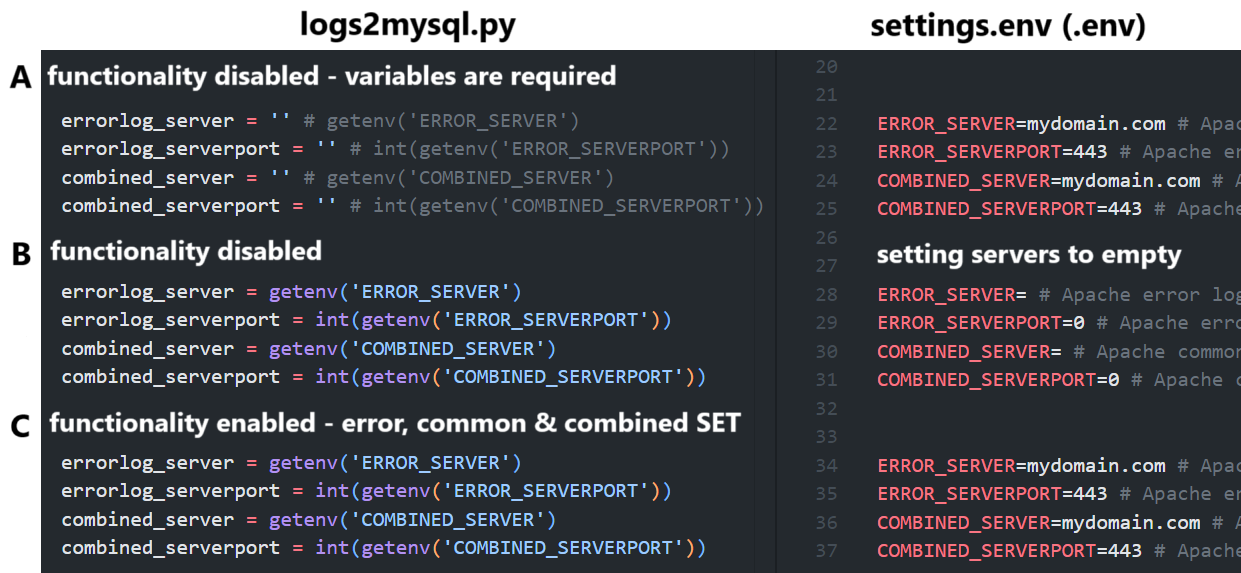 logs2mysql.py
settings.env (.env)
A functionality disabled - variables are required
errorlog_server = '' # getenv('ERROR_SERVER')
errorlog_serverport = '' # int(getenv('ERROR_SERVERPORT'))
combined_server = '' # getenv('COMBINED_SERVER')
combined_serverport = '' # int(getenv('COMBINED_SERVERPORT'))
B functionality disabled
errorlog_server = getenv('ERROR_SERVER')
errorlog_serverport = int(getenv('ERROR_SERVERPORT'))
combined_server = getenv('COMBINED_SERVER')
combined_serverport = int(getenv('COMBINED_SERVERPORT'))
C functionality enabled - error, common & combined SET
errorlog_server = getenv('ERROR_SERVER')
errorlog_serverport = int(getenv('ERROR_SERVERPORT'))
combined_server = getenv('COMBINED_SERVER')
combined_serverport = int(getenv('COMBINED_SERVERPORT'))
20
21
22 ERROR_SERVER=mydomain.com # Apac
23 ERROR_SERVERPORT=443 # Apache er
24 COMBINED_SERVER=mydomain.com # A
25 COMBINED_SERVERPORT=443 # Apache
26
setting servers to empty
27
28 ERROR_SERVER= # Apache error log
29 ERROR_SERVERPORT=0 # Apache erro
30 COMBINED_SERVER= # Apache common
31 COMBINED_SERVERPORT=0 # Apache c
32
33
34 ERROR_SERVER=mydomain.com # Apac
35 ERROR_SERVERPORT=443 # Apache er
36 COMBINED_SERVER=mydomain.com # A
37 COMBINED_SERVERPORT=443 # Apache